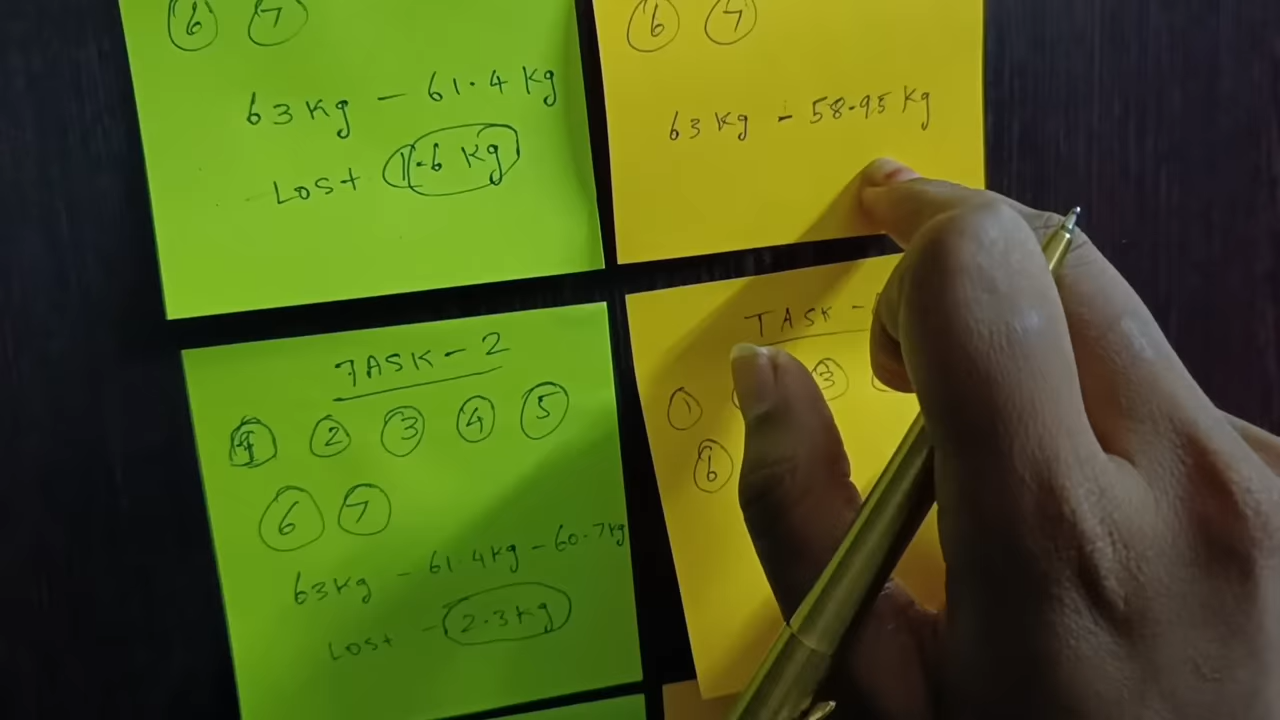 6 7
63 Kg - 61.4 Kg
Lost 1.6 Kg
6 7
63 Kg - 58.95 Kg
TASK - 2
1 2 3 4 5
6 7
63 Kg - 61.4 Kg - 60.7 Kg
Lost - 2.3 Kg
TASK -
1 3
6